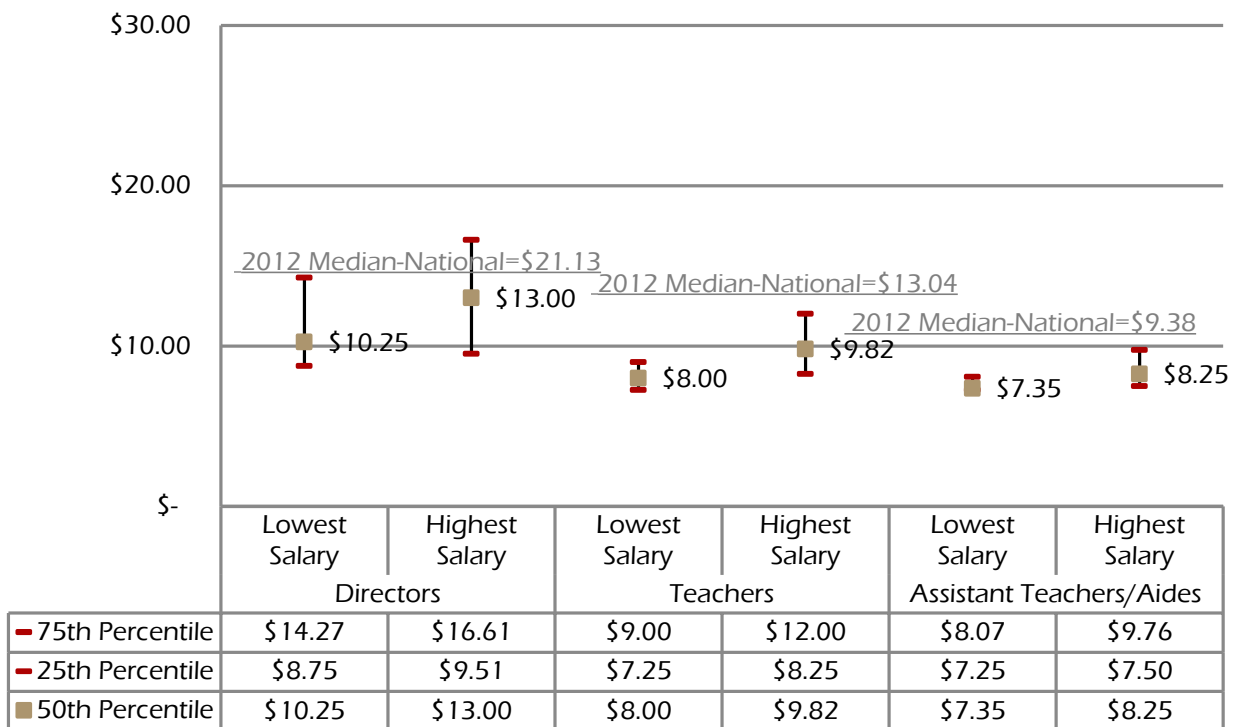 $30.00
$20.00
2012 Median-National=$21.13
2012 Median-National=$13.04
$13.00
2012 Median-National=$9.38
$10.00
$10.25
$9.82
$8.00
$7.35
$8.25
$-
Lowest Salary Highest Salary Lowest Salary Highest Salary Lowest Salary Highest Salary
Directors Teachers Assistant Teachers/Aides
75th Percentile $14.27 $16.61 $9.00 $12.00 $8.07 $9.76
25th Percentile $8.75 $9.51 $7.25 $8.25 $7.25 $7.50
50th Percentile $10.25 $13.00 $8.00 $9.82 $7.35 $8.25